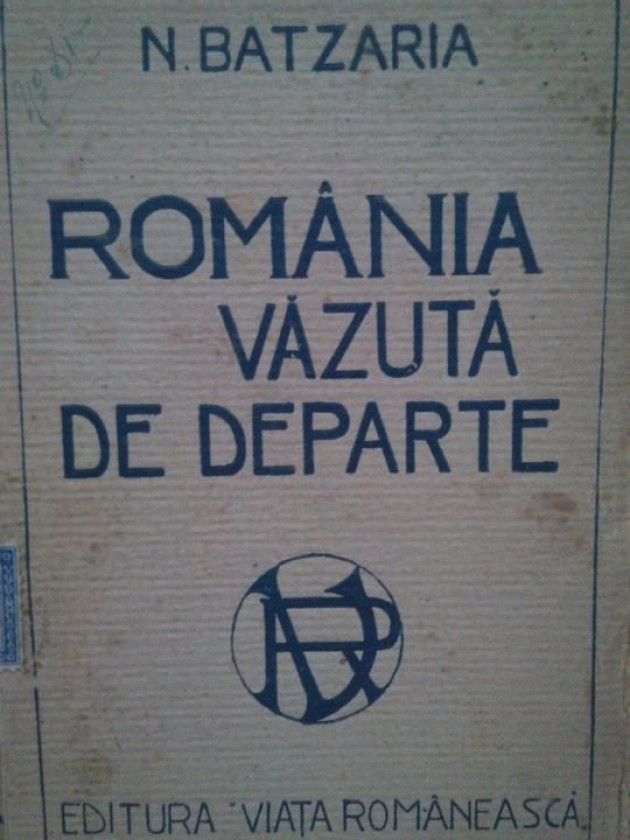 N. BATZARIA
ROMÂNIA
VĂZUTĂ
DE DEPARTE
EDITURA "VIAȚA ROMÂNEASCĂ„